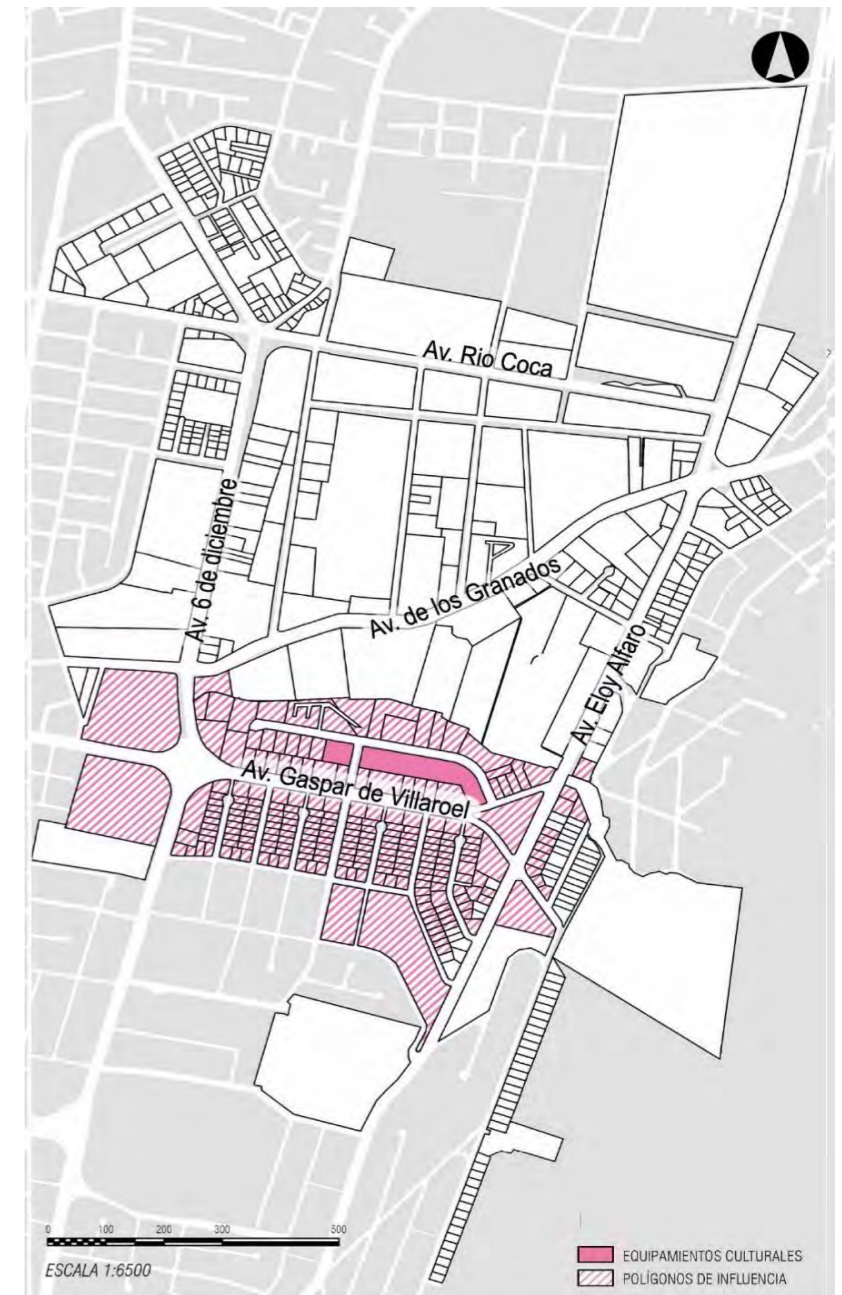 Av. Rio Coca
Av. 6 de diciembre
Av. de los Granados
Av. Eloy Alfaro
Av. Gaspar de Villaroel
0 100 200 300 500
ESCALA 1:6500
EQUIPAMIENTOS CULTURALES
POLÍGONOS DE INFLUENCIA